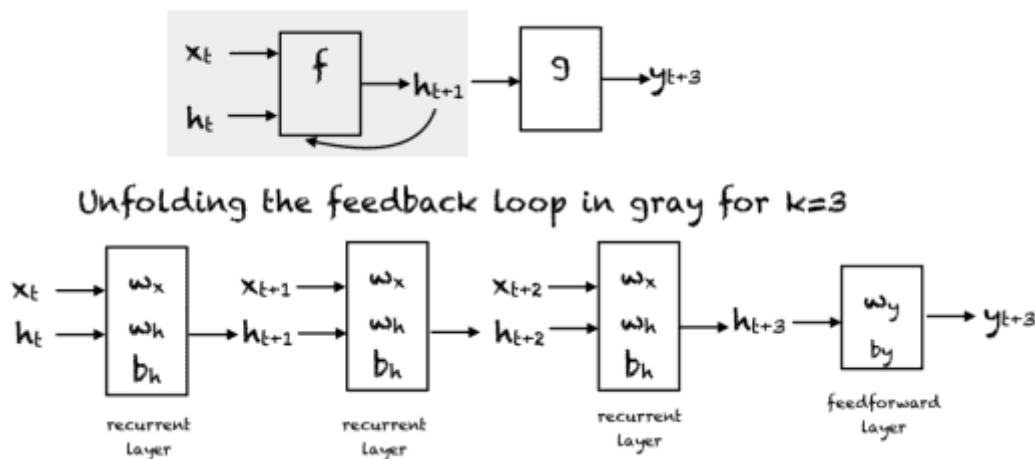 xt f ht+1 g yt+3
ht
Unfolding the feedback loop in gray for k=3
xt wx xt+1 wx xt+2 wx wy
ht wh ht+1 wh ht+2 wh ht+3 yt+3
bh bh bh by
recurrent layer recurrent layer recurrent layer feedforward layer